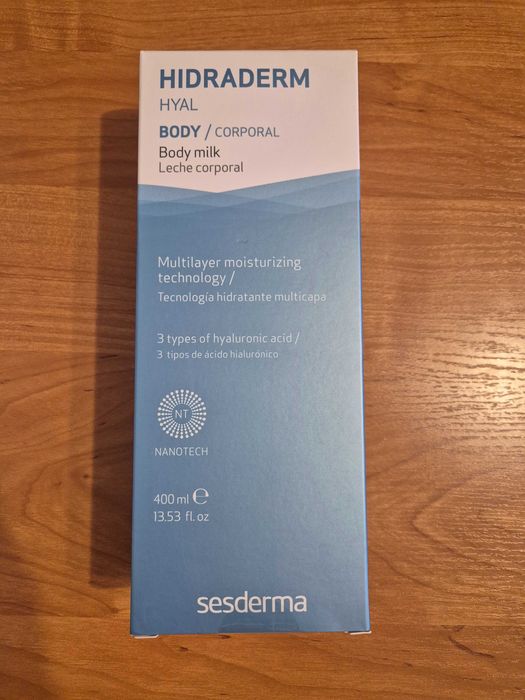 HIDRADERM
HYAL
BODY / CORPORAL
Body milk
Leche corporal
Multilayer moisturizing
technology /
Tecnología hidratante multicapa
3 types of hyaluronic acid /
3 tipos de ácido hialurónico
NT
NANOTECH
400 ml ℮
13,53 fl. oz
sesderma